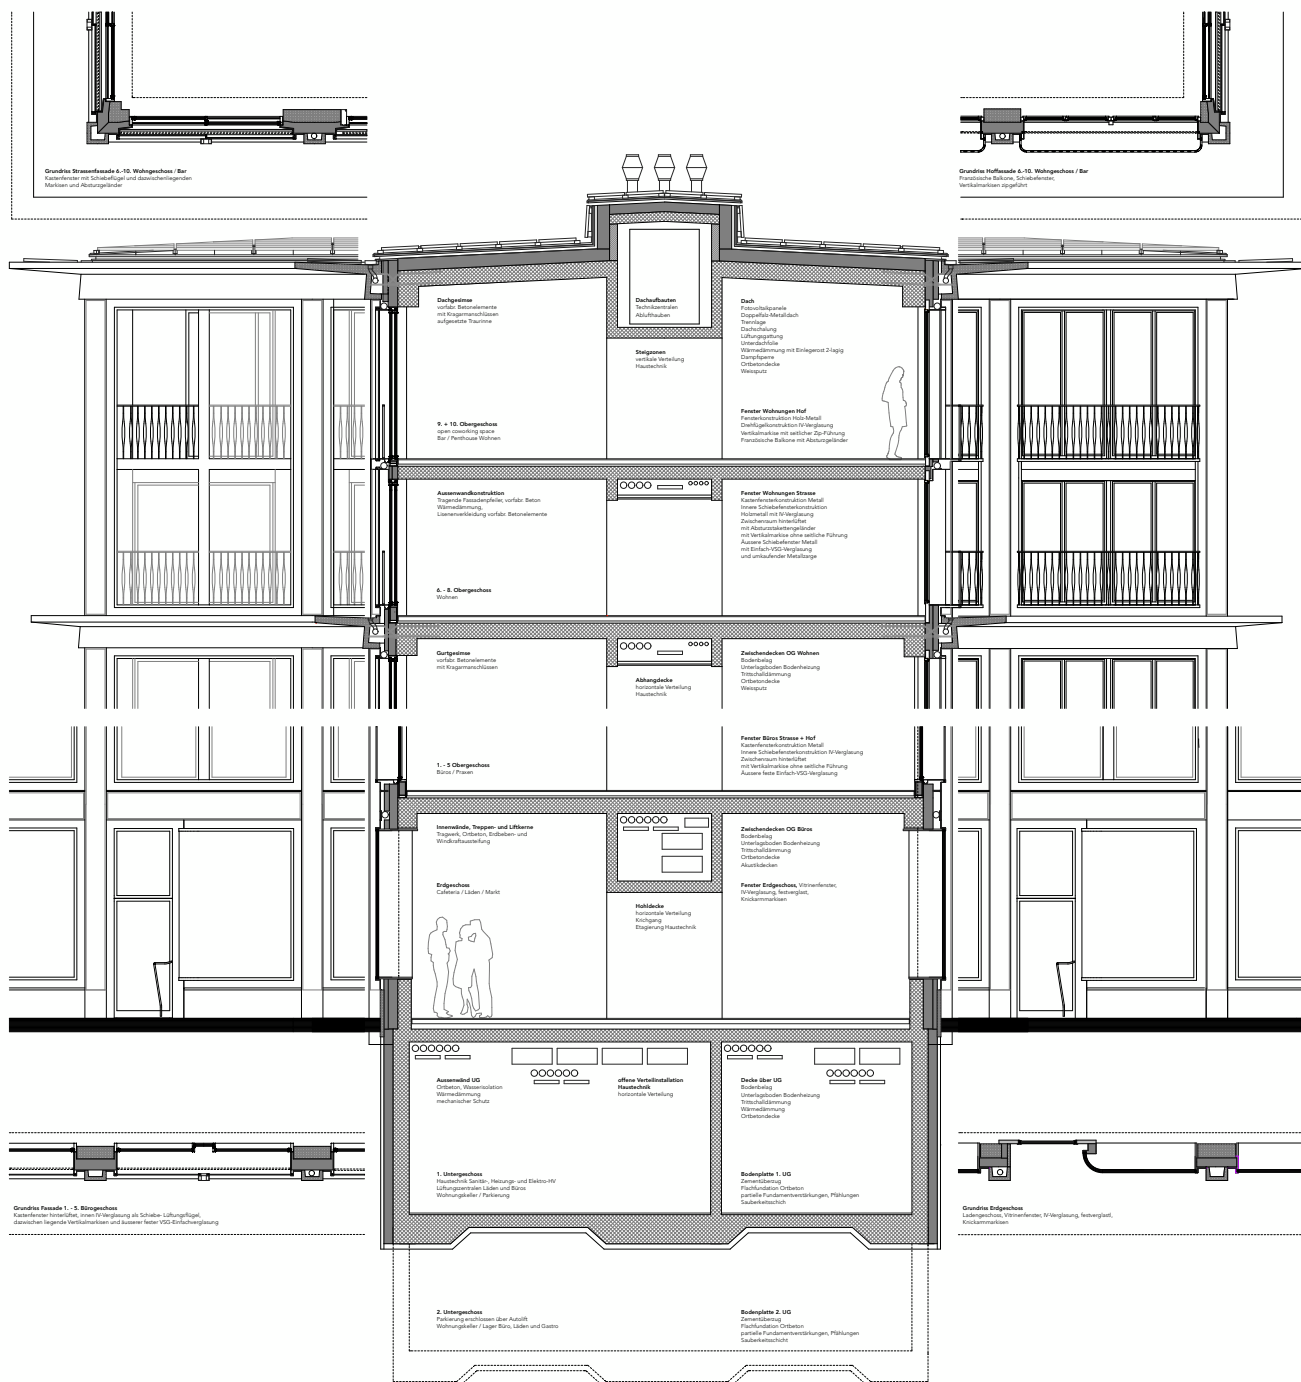 Grundriss Strassenfassade 6.-10. Wohngeschoss / Bar
Kastenfenster mit Schiebeflügel und dazwischenliegenden
Markisen und Absturzgeländer
Grundriss Hoffassade 6.-10. Wohngeschoss / Bar
Französische Balkone, Schiebefenster,
Vertikalmarkisen zipgeführt
Dachgesimse
vorfabr. Betonelemente
mit Kragarmanschlüssen
aufgesetzte Traurinne
Dachaufbauten
Technikzentralen
Ablufthauben
Dach
Fotovoltaikpanele
Doppelfalz-Metalldach
Trennlage
Dachschalung
Lüftungsgattung
Unterdachfolie
Wärmedämmung mit Einlegerost 2-lagig
Dampfsperre
Ortbetondecke
Weissputz
Steigzonen
vertikale Verteilung
Haustechnik
9. + 10. Obergeschoss
open coworking space
Bar / Penthouse Wohnen
Fenster Wohnungen Hof
Fensterkonstruktion Holz-Metall
Drehflügelkonstruktion IV-Verglasung
Vertikalmarkise mit seitlicher Zip-Führung
Französische Balkone mit Absturzgeländer
Aussenwandkonstruktion
Tragende Fassadenpfeiler, vorfabr. Beton
Wärmedämmung,
Lisenenverkleidung vorfabr. Betonelemente
Fenster Wohnungen Strasse
Kastenfensterkonstruktion Metall
Innere Schiebefensterkonstruktion
Holzmetall mit IV-Verglasung
Zwischenraum hinterlüftet
mit Absturzstakettengeländer
mit Vertikalmarkise ohne seitliche Führung
Äussere Schiebefenster Metall
mit Einfach-VSG-Verglasung
und umlaufender Metallzarge
6. - 8. Obergeschoss
Wohnen
Gurtgesimse
vorfabr. Betonelemente
mit Kragarmanschlüssen
Abhangdecke
horizontale Verteilung
Haustechnik
Zwischendecken OG Wohnen
Bodenbelag
Unterlagsboden Bodenheizung
Trittschalldämmung
Ortbetondecke
Weissputz
1. - 5 Obergeschoss
Büros / Praxen
Fenster Büros Strasse + Hof
Kastenfensterkonstruktion Metall
Innere Schiebefensterkonstruktion IV-Verglasung
Zwischenraum hinterlüftet
mit Vertikalmarkise ohne seitliche Führung
Äussere feste Einfach-VSG-Verglasung
Innenwände, Treppen- und Liftkerne
Tragwerk, Ortbeton, Erdbeben- und
Windkraftaussteifung
Erdgeschoss
Cafeteria / Läden / Markt
Hohldecke
horizontale Verteilung
Krichgang
Etagierung Haustechnik
Zwischendecken OG Büros
Bodenbelag
Unterlagsboden Bodenheizung
Trittschalldämmung
Ortbetondecke
Akustikdecken
Fenster Erdgeschoss, Vitrinenfenster,
IV-Verglasung, festverglast,
Knickarmmarkisen
Aussenwänd UG
Ortbeton, Wasserisolation
Wärmedämmung
mechanischer Schutz
offene Verteilinstallation
Haustechnik
horizontale Verteilung
Decke über UG
Bodenbelag
Unterlagsboden Bodenheizung
Trittschalldämmung
Wärmedämmung
Ortbetondecke
1. Untergeschoss
Haustechnik Sanitär-, Heizungs- und Elektro-HV
Lüftungszentralen Läden und Büros
Wohnungskeller / Parkierung
Bodenplatte 1. UG
Zementüberzug
Flachfundation Ortbeton
partielle Fundamentverstärkungen, Pfählungen
Sauberkeitsschich
Grundriss Fassade 1. - 5. Bürogeschoss
Kastenfenster hinterlüftet, innen IV-Verglasung als Schiebe- Lüftungsflügel,
dazwischen liegende Vertikalmarkisen und äusserer fester VSG-Einfachverglasung
Grundriss Erdgeschoss
Ladengeschoss, Vitrinenfenster, IV-Verglasung, festverglastl,
Knickarmmarkisen
2. Untergeschoss
Parkierung erschlossen über Autolift
Wohnungskeller / Lager Büro, Läden und Gastro
Bodenplatte 2. UG
Zementüberzug
Flachfundation Ortbeton
partielle Fundamentverstärkungen, Pfählungen
Sauberkeitsschicht